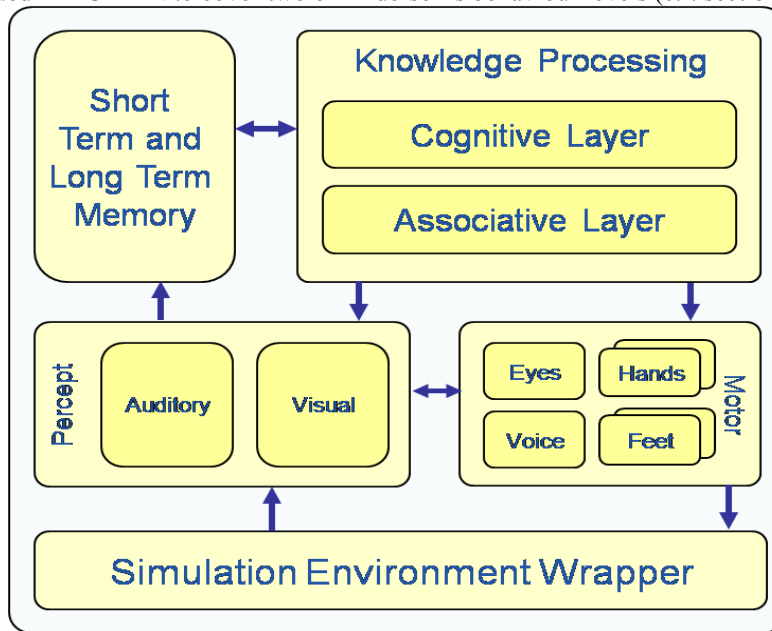 Short
Term and
Long Term
Memory
Knowledge Processing
Cognitive Layer
Associative Layer
Percept
Auditory
Visual
Eyes
Hands
Voice
Feet
Motor
Simulation Environment Wrapper